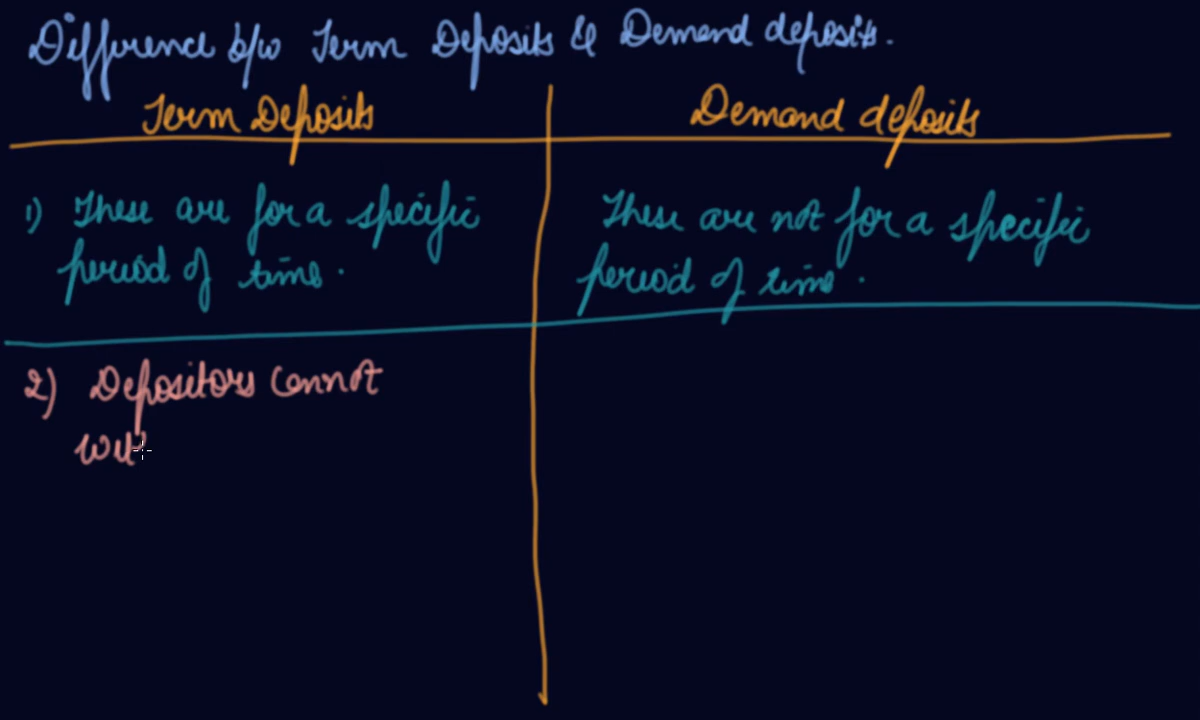 Difference b/w Term Deposits & Demand deposits.
Term Deposits
Demand deposits
1) These are for a specific
period of time.
These are not for a specific
period of time.
2) Depositors cannot